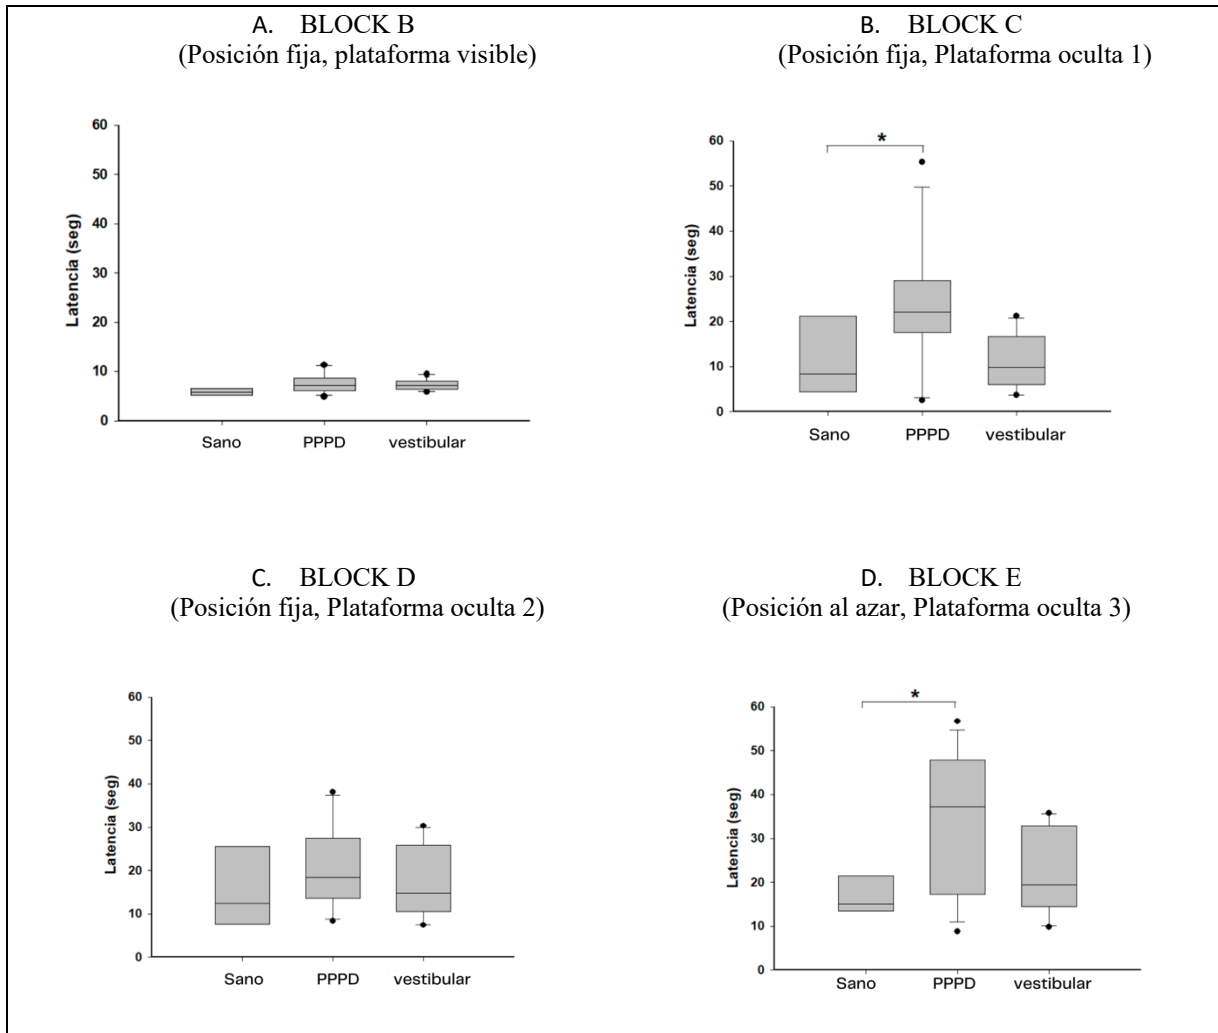 A. BLOCK B
(Posición fija, plataforma visible)
60
50
40
30
20
10
0
Latencia (seg)
Sano PPPD vestibular
B. BLOCK C
(Posición fija, Plataforma oculta 1)
60
50
40
30
20
10
0
Latencia (seg)
*
Sano PPPD vestibular
C. BLOCK D
(Posición fija, Plataforma oculta 2)
60
50
40
30
20
10
0
Latencia (seg)
Sano PPPD vestibular
D. BLOCK E
(Posición al azar, Plataforma oculta 3)
60
50
40
30
20
10
0
Latencia (seg)
*
Sano PPPD vestibular